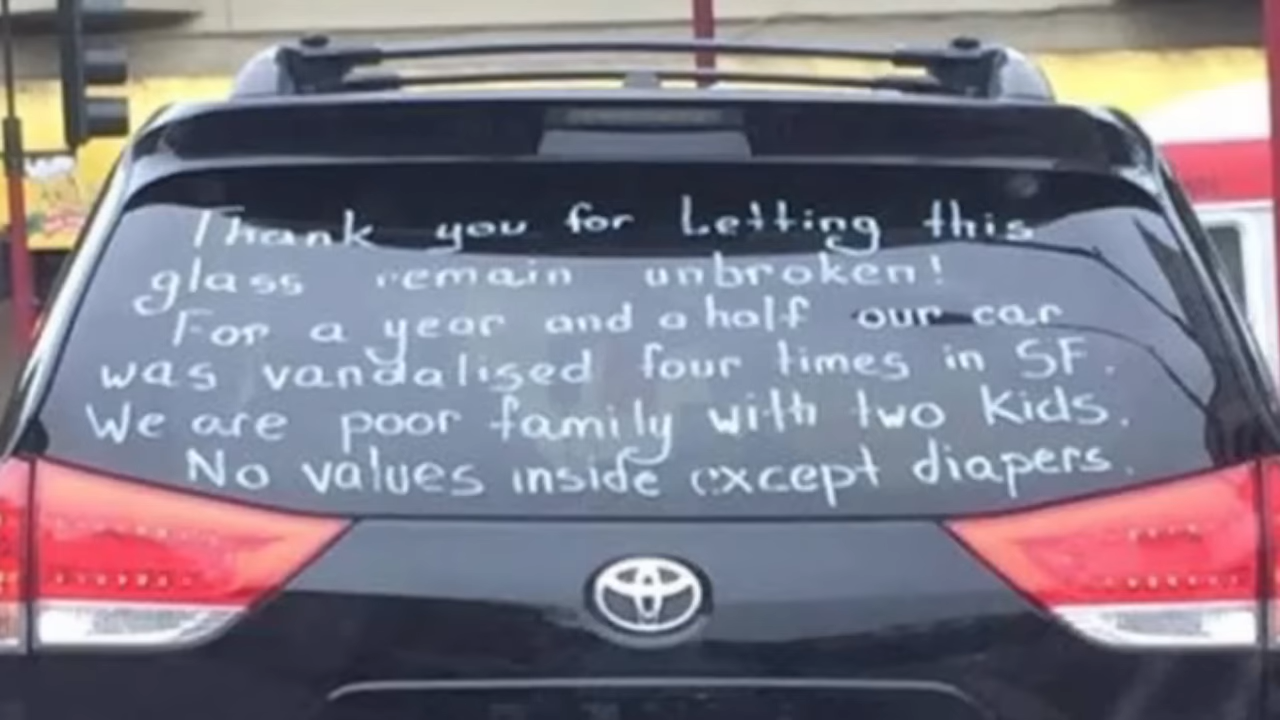 Thank you for Letting this
glass remain unbroken!
For a year and a half our car
was vandalised four times in SF.
We are poor family with two Kids.
No values inside except diapers.